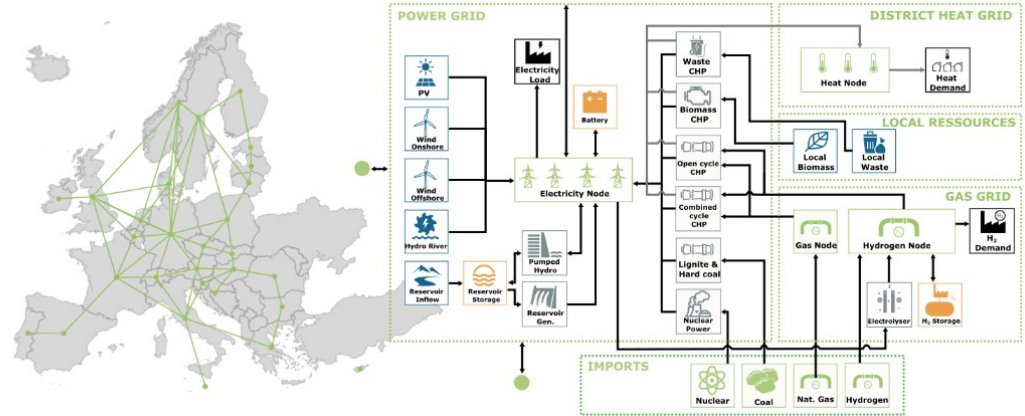 POWER GRID
PV
Wind
Onshore
Wind
Offshore
Hydro River
Reservoir
Inflow
Reservoir
Storage
Electricity
Load
Battery
Electricity Node
Pumped
Hydro
Reservoir
Gen.
Waste
CHP
Biomass
CHP
Open cycle
CHP
Combined
cycle
CHP
Lignite &
Hard coal
Nuclear
Power
DISTRICT HEAT GRID
Heat Node
Heat
Demand
LOCAL RESSOURCES
Local
Biomass
Local
Waste
GAS GRID
Gas Node
Hydrogen Node
H₂
Demand
Electrolyser
H₂ Storage
IMPORTS
Nuclear
Coal
Nat. Gas
Hydrogen